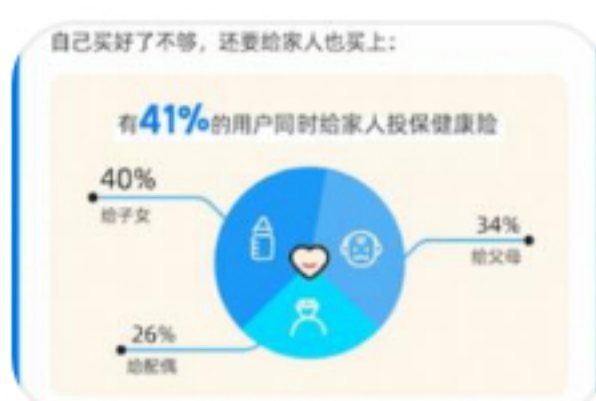 自己买好了不够，还要给家人也买上：
有41%的用户同时给家人投保健康险
40%
给子女
34%
给父母
26%
给配偶